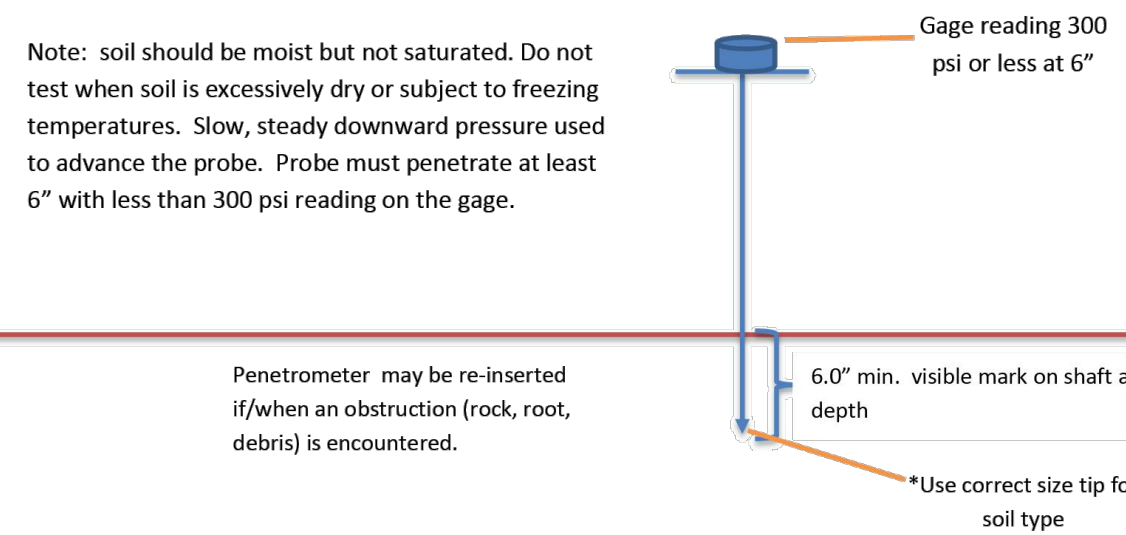 Note:  soil should be moist but not saturated. Do not
test when soil is excessively dry or subject to freezing
temperatures.  Slow, steady downward pressure used
to advance the probe.  Probe must penetrate at least
6” with less than 300 psi reading on the gage.
Gage reading 300
psi or less at 6”
Penetrometer  may be re-inserted
if/when an obstruction (rock, root,
debris) is encountered.
6.0” min.  visible mark on shaft
depth
*Use correct size tip
soil type